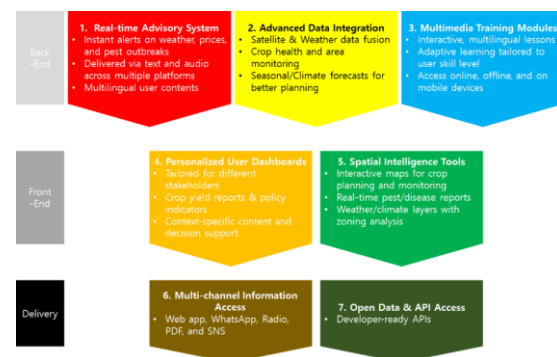 Back
-End
1. Real-time Advisory System
• Instant alerts on weather, prices,
and pest outbreaks
• Delivered via text and audio
across multiple platforms
• Multilingual user contents
2. Advanced Data Integration
• Satellite & Weather data fusion
• Crop health and area
monitoring
• Seasonal/Climate forecasts for
better planning
3. Multimedia Training Modules
• Interactive, multilingual lessons
• Adaptive learning tailored to
user skill level
• Access online, offline, and on
mobile devices
Front
-End
4. Personalized User Dashboards
• Tailored for different
stakeholders
• Crop yield reports & policy
indicators
• Context-specific content and
decision support
5. Spatial Intelligence Tools
• Interactive maps for crop
planning and monitoring
• Real-time pest/disease reports
• Weather/climate layers with
zoning analysis
Delivery
6. Multi-channel Information
Access
• Web app, WhatsApp, Radio,
PDF, and SNS
7. Open Data & API Access
• Developer-ready APIs